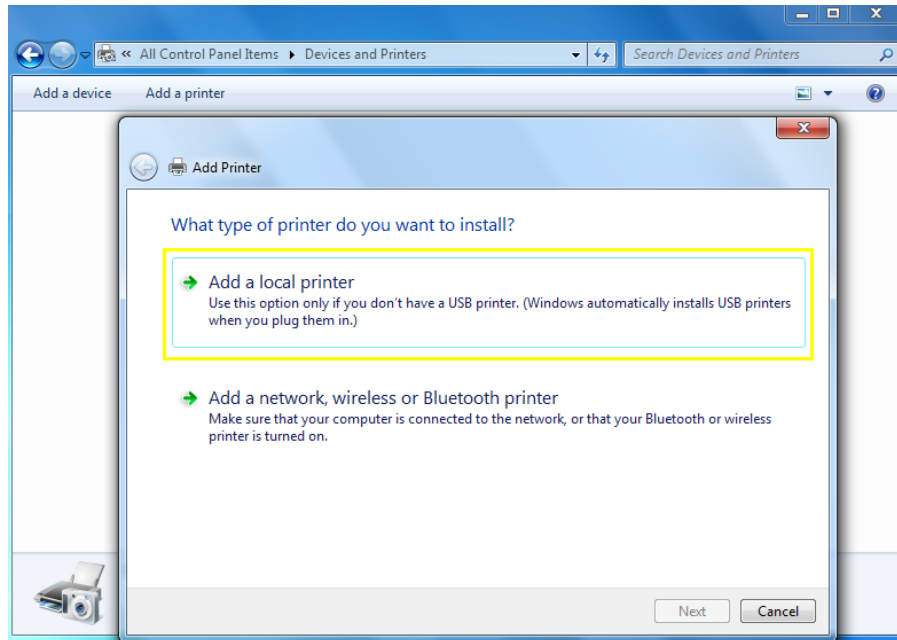 « All Control Panel Items ▸ Devices and Printers
Search Devices and Printers
Add a device Add a printer
Add Printer
What type of printer do you want to install?
Add a local printer
Use this option only if you don't have a USB printer. (Windows automatically installs USB printers
when you plug them in.)
Add a network, wireless or Bluetooth printer
Make sure that your computer is connected to the network, or that your Bluetooth or wireless
printer is turned on.
Next Cancel